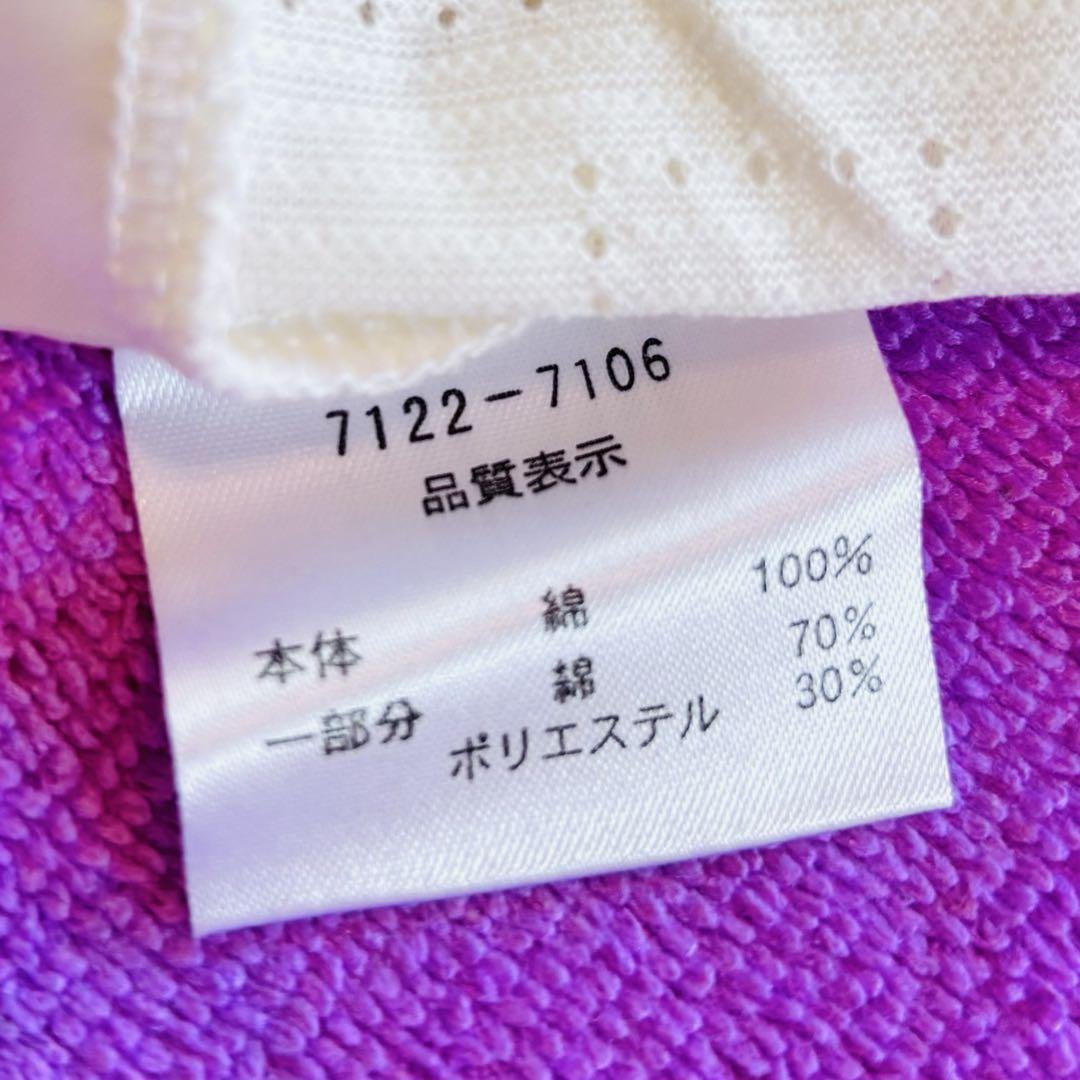 7122-7106
品質表示
本体 綿 100%
一部分 綿 70%
ポリエステル 30%